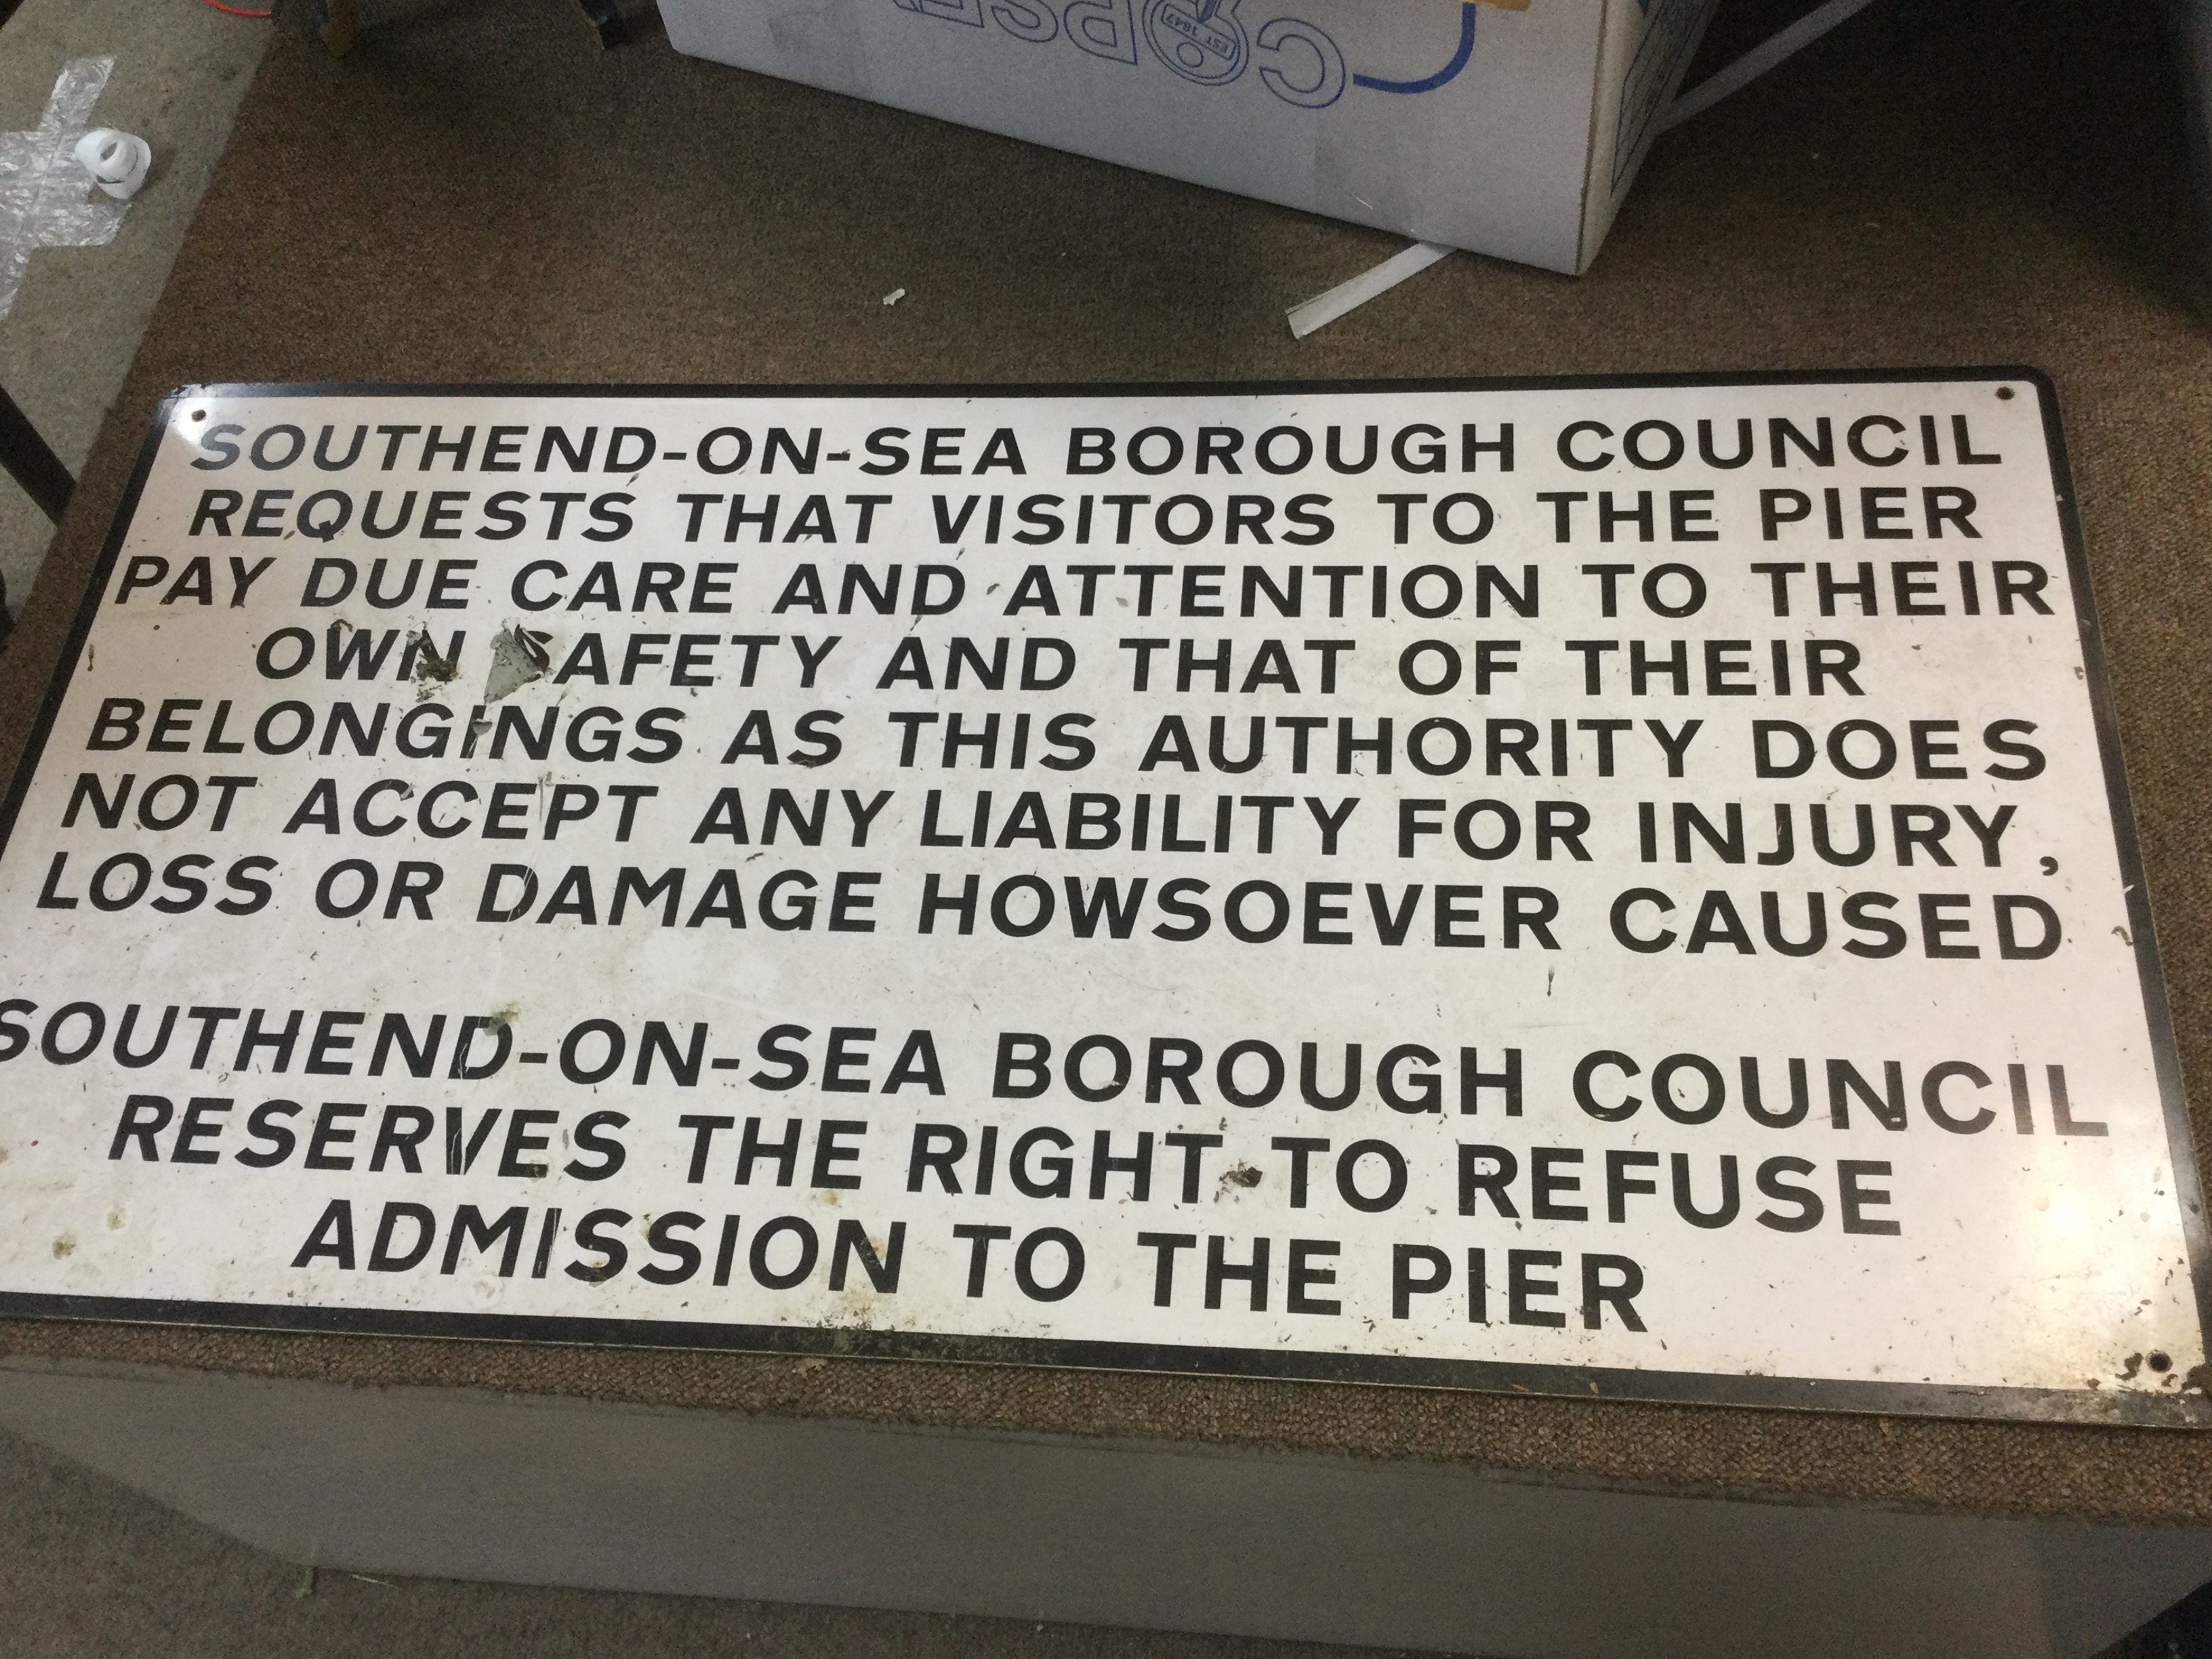 EST 1847
SOUTHEND-ON-SEA BOROUGH COUNCIL
REQUESTS THAT VISITORS TO THE PIER
PAY DUE CARE AND ATTENTION TO THEIR
OWN SAFETY AND THAT OF THEIR
BELONGINGS AS THIS AUTHORITY DOES
NOT ACCEPT ANY LIABILITY FOR INJURY,
LOSS OR DAMAGE HOWSOEVER CAUSED
SOUTHEND-ON-SEA BOROUGH COUNCIL
RESERVES THE RIGHT TO REFUSE
ADMISSION TO THE PIER